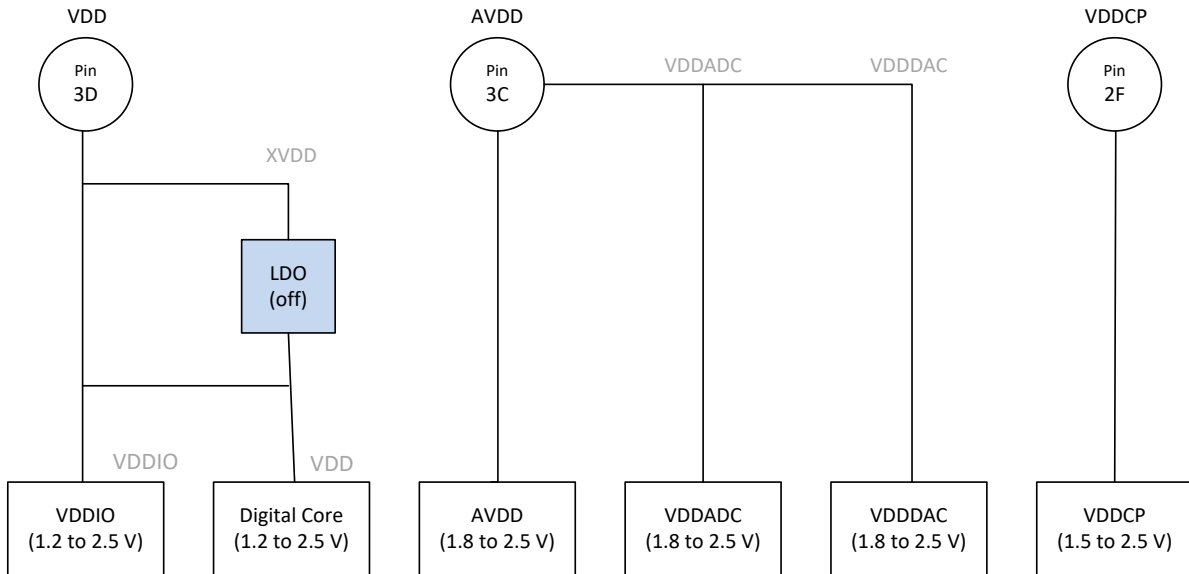 VDD
AVDD
VDDCP
Pin
3D
Pin
3C
VDDADC
VDDDAC
Pin
2F
XVDD
LDO
(off)
VDDIO
VDD
VDDIO
(1.2 to 2.5 V)
Digital Core
(1.2 to 2.5 V)
AVDD
(1.8 to 2.5 V)
VDDADC
(1.8 to 2.5 V)
VDDDAC
(1.8 to 2.5 V)
VDDCP
(1.5 to 2.5 V)